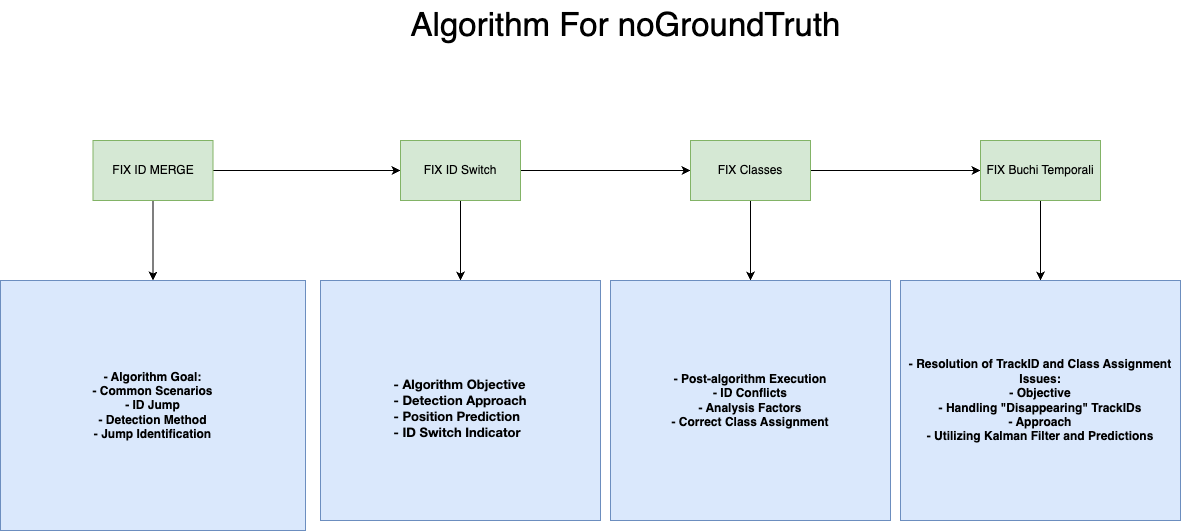 Algorithm For noGroundTruth
FIX ID MERGE
FIX ID Switch
FIX Classes
FIX Buchi Temporali
- Algorithm Goal:
- Common Scenarios
- ID Jump
- Detection Method
- Jump Identification
- Algorithm Objective
- Detection Approach
- Position Prediction
- ID Switch Indicator
- Post-algorithm Execution
- ID Conflicts
- Analysis Factors
- Correct Class Assignment
- Resolution of TrackID and Class Assignment
Issues:
- Objective
- Handling "Disappearing" TrackIDs
- Approach
- Utilizing Kalman Filter and Predictions